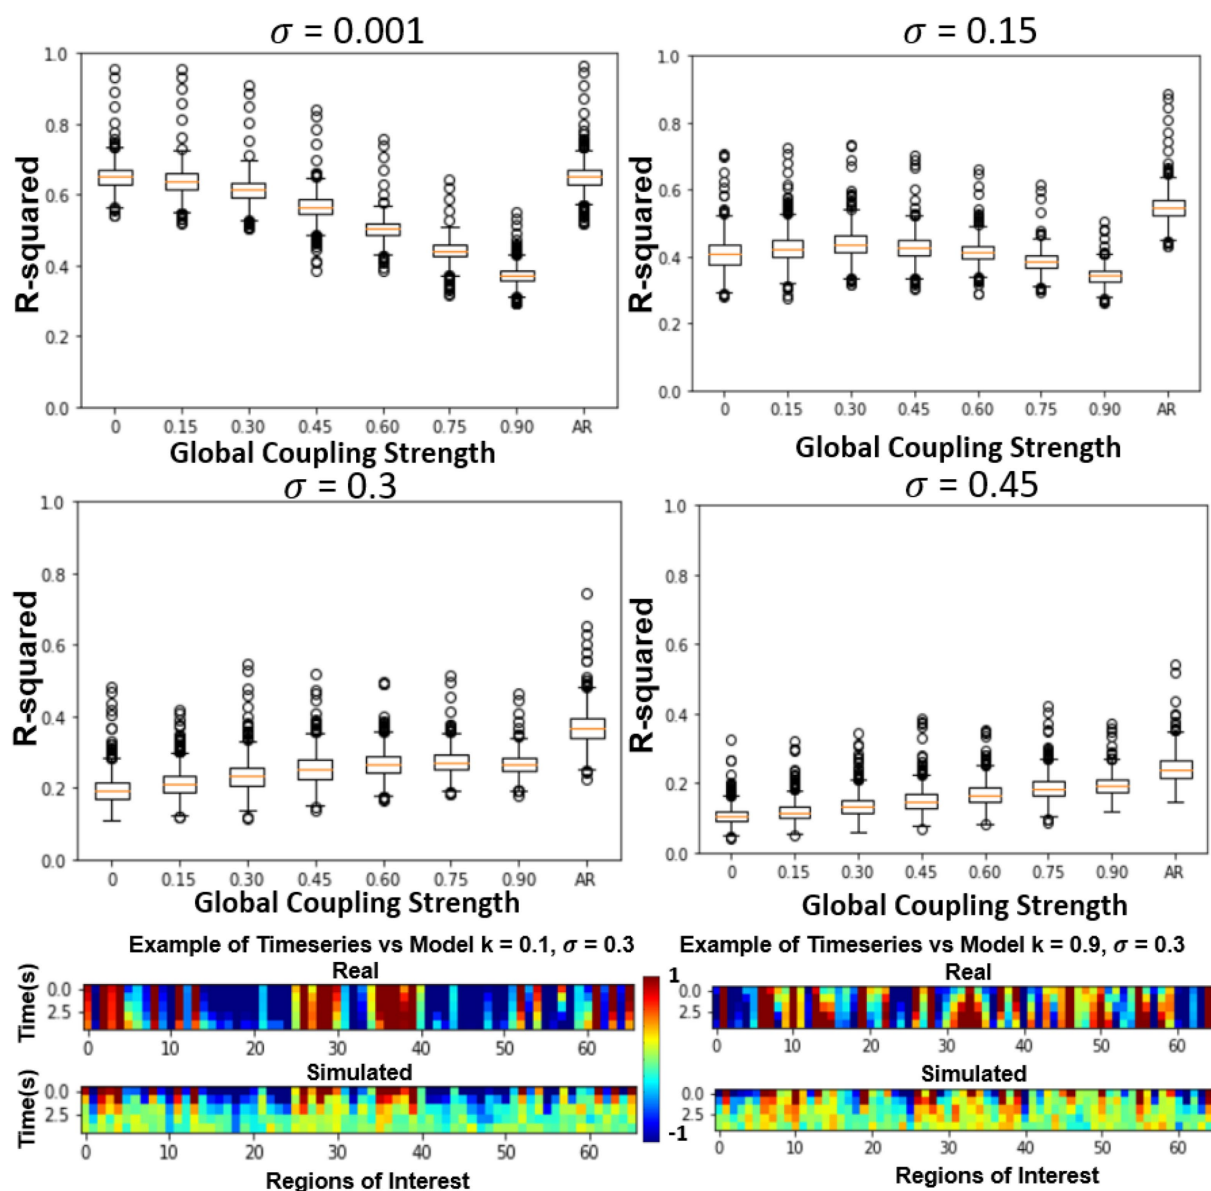 σ = 0.001
R-squared
1.0
0.8
0.6
0.4
0.2
0.0
0 0.15 0.30 0.45 0.60 0.75 0.90 AR
Global Coupling Strength
σ = 0.15
R-squared
1.0
0.8
0.6
0.4
0.2
0.0
0 0.15 0.30 0.45 0.60 0.75 0.90 AR
Global Coupling Strength
σ = 0.3
R-squared
1.0
0.8
0.6
0.4
0.2
0.0
0 0.15 0.30 0.45 0.60 0.75 0.90 AR
Global Coupling Strength
σ = 0.45
R-squared
1.0
0.8
0.6
0.4
0.2
0.0
0 0.15 0.30 0.45 0.60 0.75 0.90 AR
Global Coupling Strength
Example of Timeseries vs Model k = 0.1, σ = 0.3
Real
Time(s)
0.0
2.5
0 10 20 30 40 50 60
Simulated
Time(s)
0.0
2.5
0 10 20 30 40 50 60
Regions of Interest
1
-1
Example of Timeseries vs Model k = 0.9, σ = 0.3
Real
0.0
2.5
0 10 20 30 40 50 60
Simulated
0.0
2.5
0 10 20 30 40 50 60
Regions of Interest